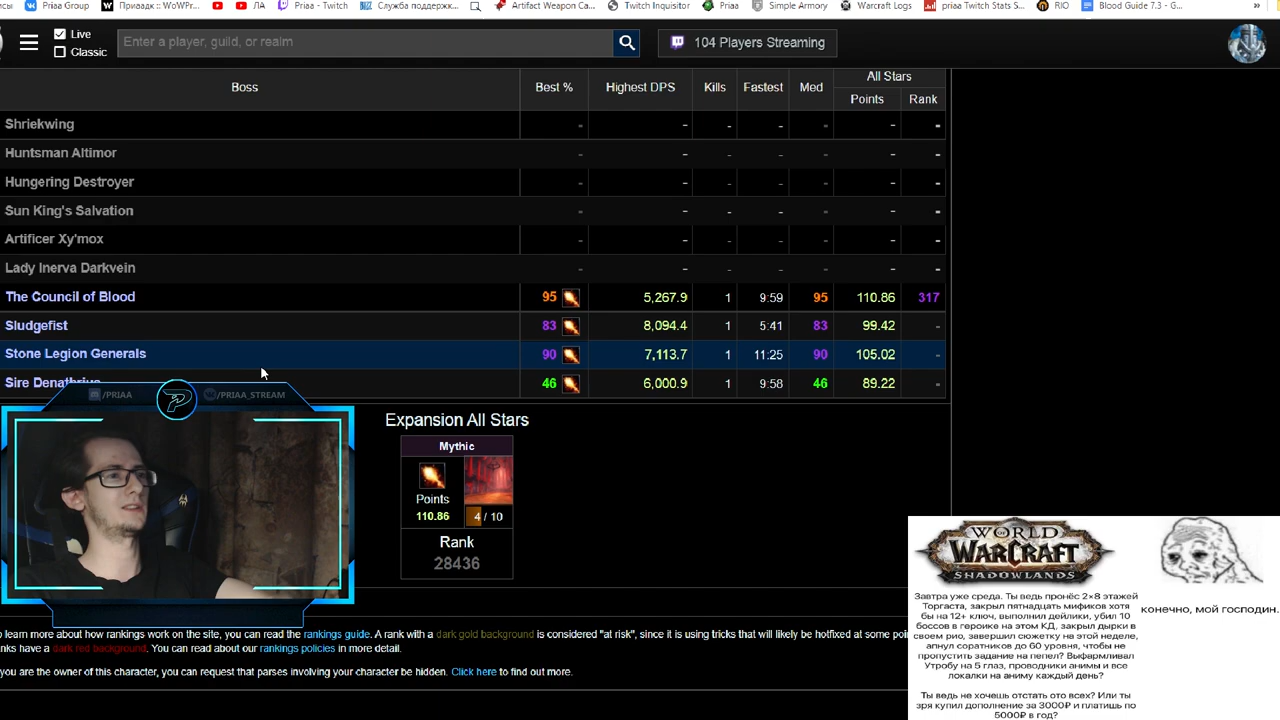 исы Priaa Group Приаадк :: WoWPr... ЛА Priaa - Twitch Служба поддержк... Artifact Weapon Ca... Twitch Inquisitor Priaa Simple Armory Warcraft Logs priaa Twitch Stats S... RIO Blood Guide 7.3 - G... »
Live
Classic
Enter a player, guild, or realm
104 Players Streaming
Boss Best % Highest DPS Kills Fastest Med All Stars
Points Rank
Shriekwing - - - - - - -
Huntsman Altimor - - - - - - -
Hungering Destroyer - - - - - - -
Sun King's Salvation - - - - - - -
Artificer Xy'mox - - - - - - -
Lady Inerva Darkvein - - - - - - -
The Council of Blood 95 5,267.9 1 9:59 95 110.86 317
Sludgefist 83 8,094.4 1 5:41 83 99.42 -
Stone Legion Generals 90 7,113.7 1 11:25 90 105.02 -
Sire Denathrius 46 6,000.9 1 9:58 46 89.22 -
/PRIAA /PRIAA_STREAM
Expansion All Stars
Mythic
Points
110.86 4 / 10
Rank
28436
o learn more about how rankings work on the site, you can read the rankings guide. A rank with a dark gold background is considered "at risk", since it is using tricks that will likely be hotfixed at some poi
nks have a dark red background. You can read about our rankings policies in more detail.
you are the owner of this character, you can request that parses involving your character be hidden. Click here to find out more.
WORLD
WARCRAFT
SHADOWLANDS
Завтра уже среда. Ты ведь пронёс 2×8 этажей
Торгаста, закрыл пятнадцать мификов хотя
бы на 12+ ключ, выполнил дейлики, убил 10
боссов в героике на этом КД, закрыл дырки в
своем рио, завершил сюжетку на этой неделе,
апнул соратников до 60 уровня, чтобы не
пропустить задание на пепел? Выфармливал
Утробу на 5 глаз, проводники анимы и все
локалки на аниму каждый день?
Ты ведь не хочешь отстать ото всех? Или ты
зря купил дополнение за 3000₽ и платишь по
5000₽ в год?
конечно, мой господин.